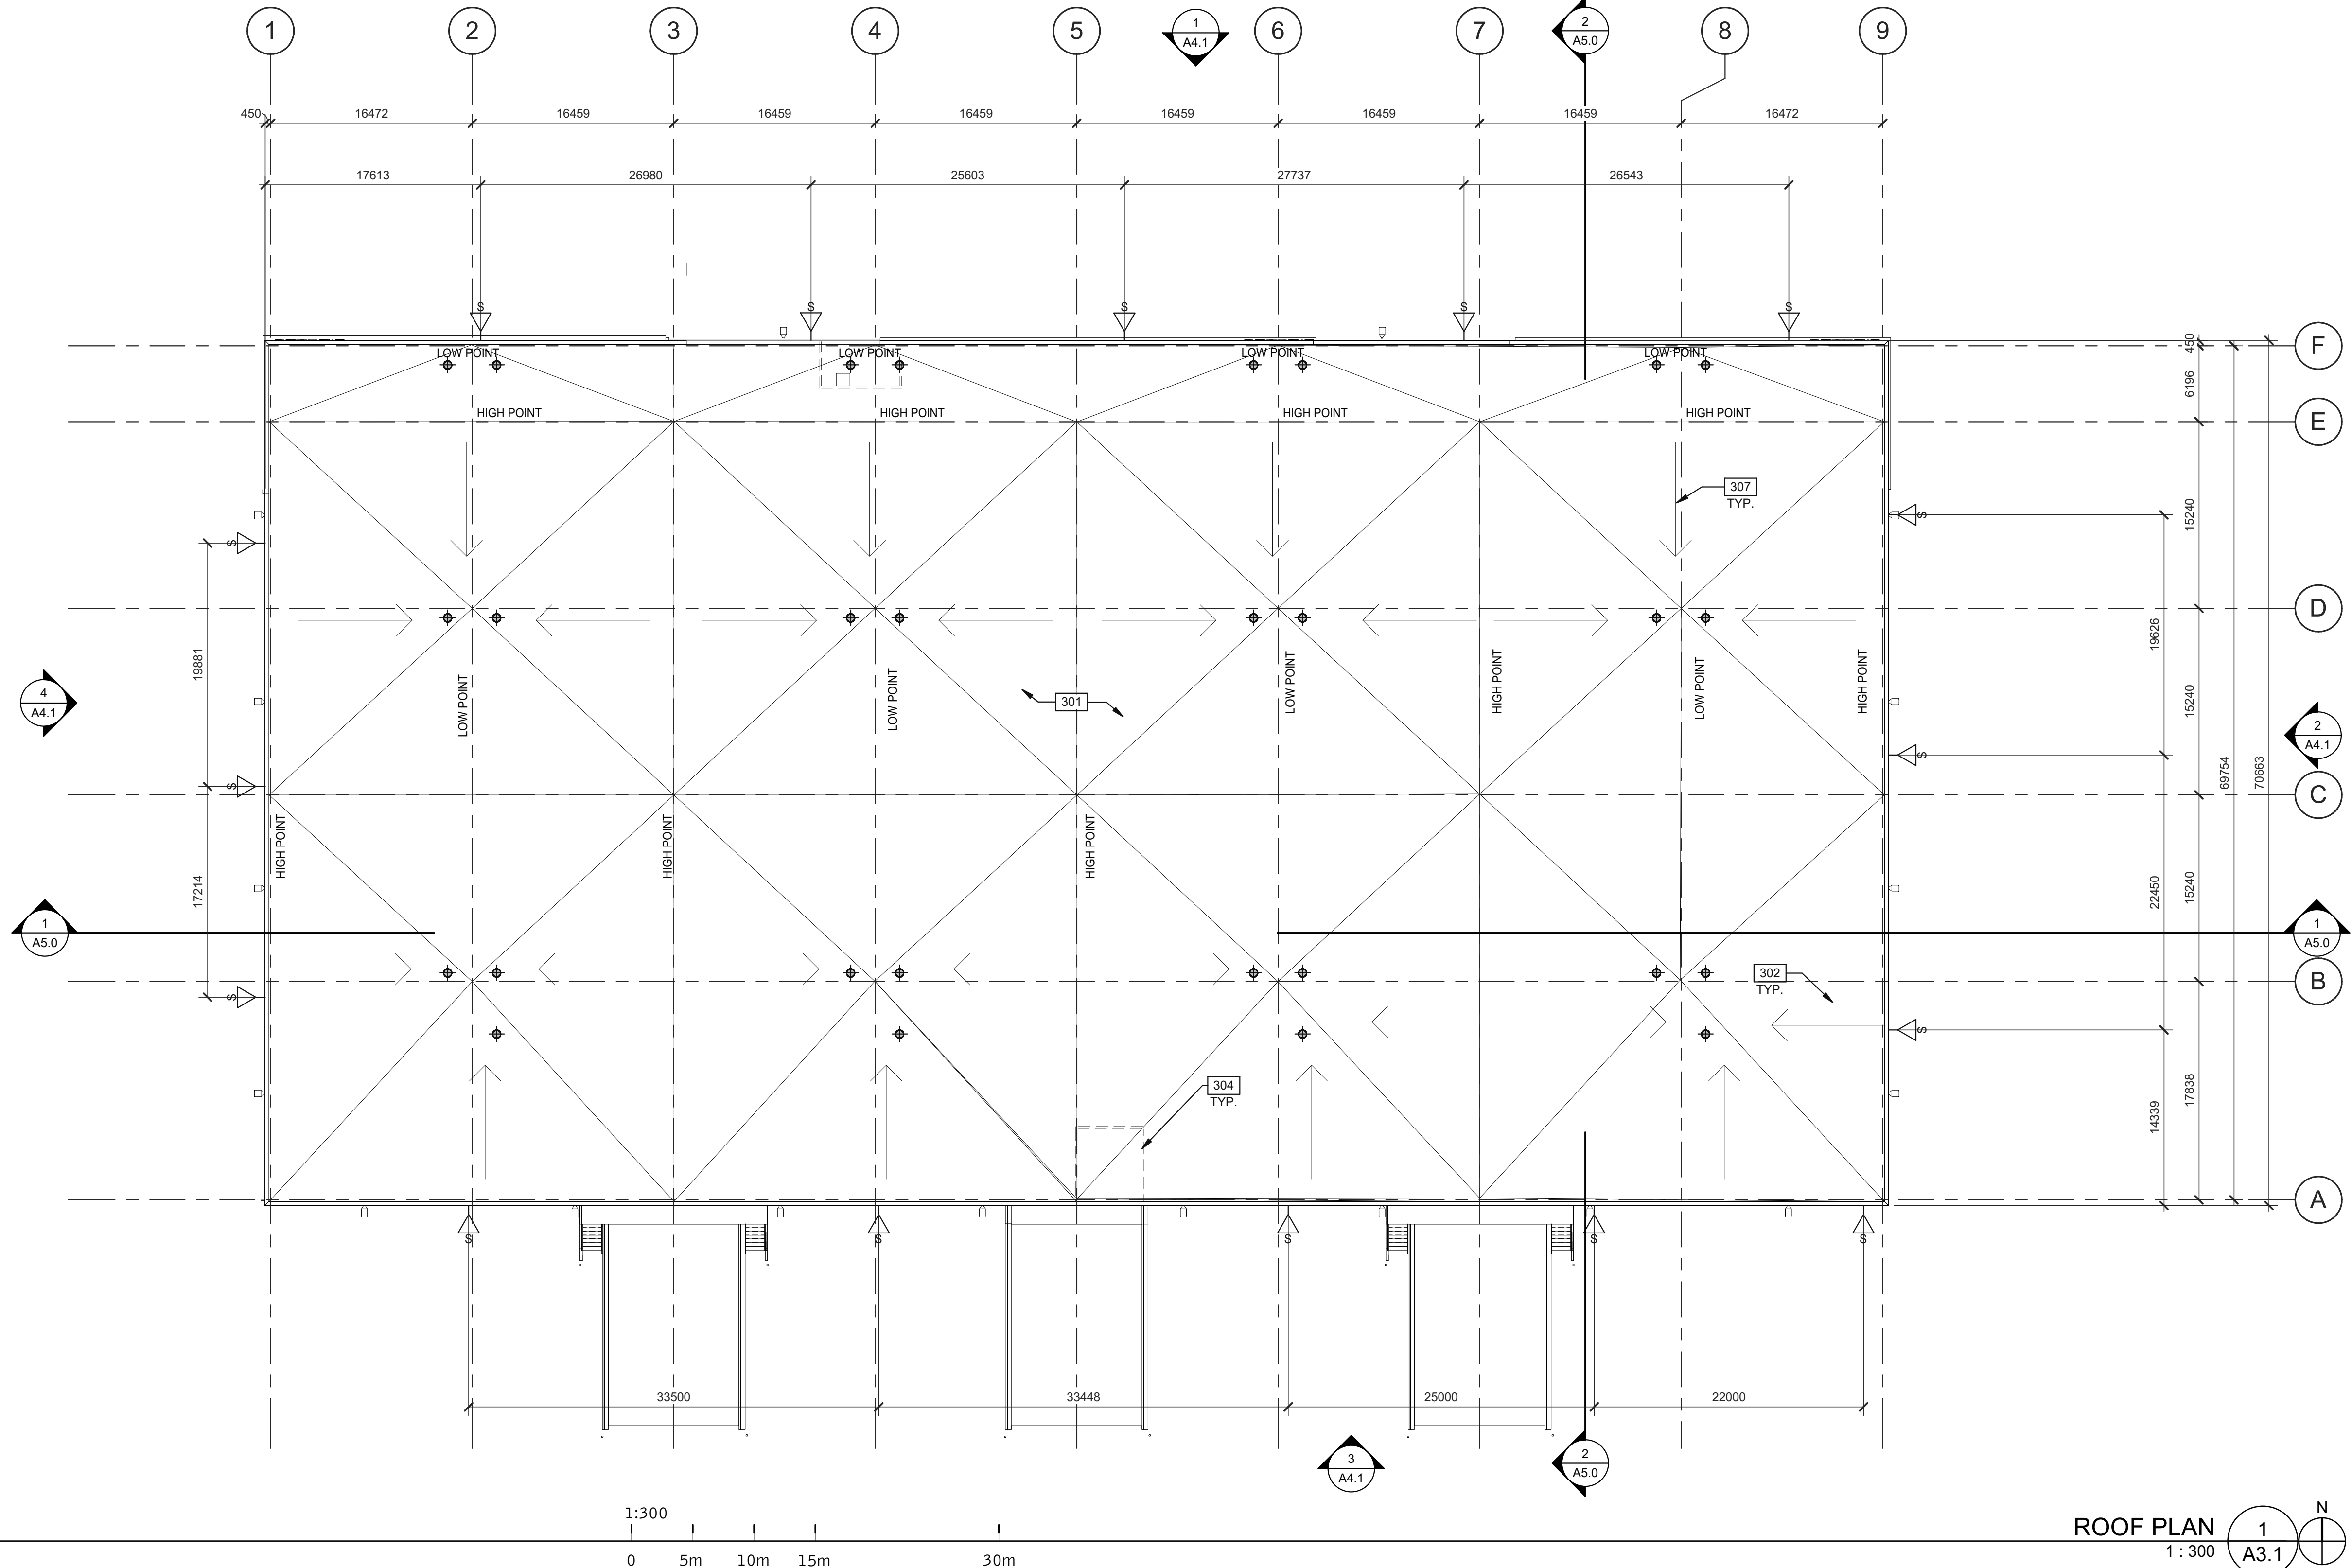 1 2 3 4 5 6 7 8 9
1
A4.1
2
A5.0
450 16472 16459 16459 16459 16459 16459 16459 16472
17613 26980 25603 27737 26543
S S S S S
LOW POINT LOW POINT LOW POINT LOW POINT
F
450
6196
HIGH POINT HIGH POINT HIGH POINT HIGH POINT
E
307
TYP.
15240
S
S
D
19881
19626
LOW POINT
LOW POINT
LOW POINT
HIGH POINT
LOW POINT
HIGH POINT
301
4
A4.1
15240
2
A4.1
69754
70663
S
S
C
HIGH POINT
HIGH POINT
HIGH POINT
17214
22450
15240
1
A5.0
1
A5.0
302
TYP.
B
S
S
304
TYP.
14339
17838
A
S S S S S
33500 33448 25000 22000
3
A4.1
2
A5.0
1:300
0 5m 10m 15m 30m
ROOF PLAN
1 : 300
1
A3.1
N